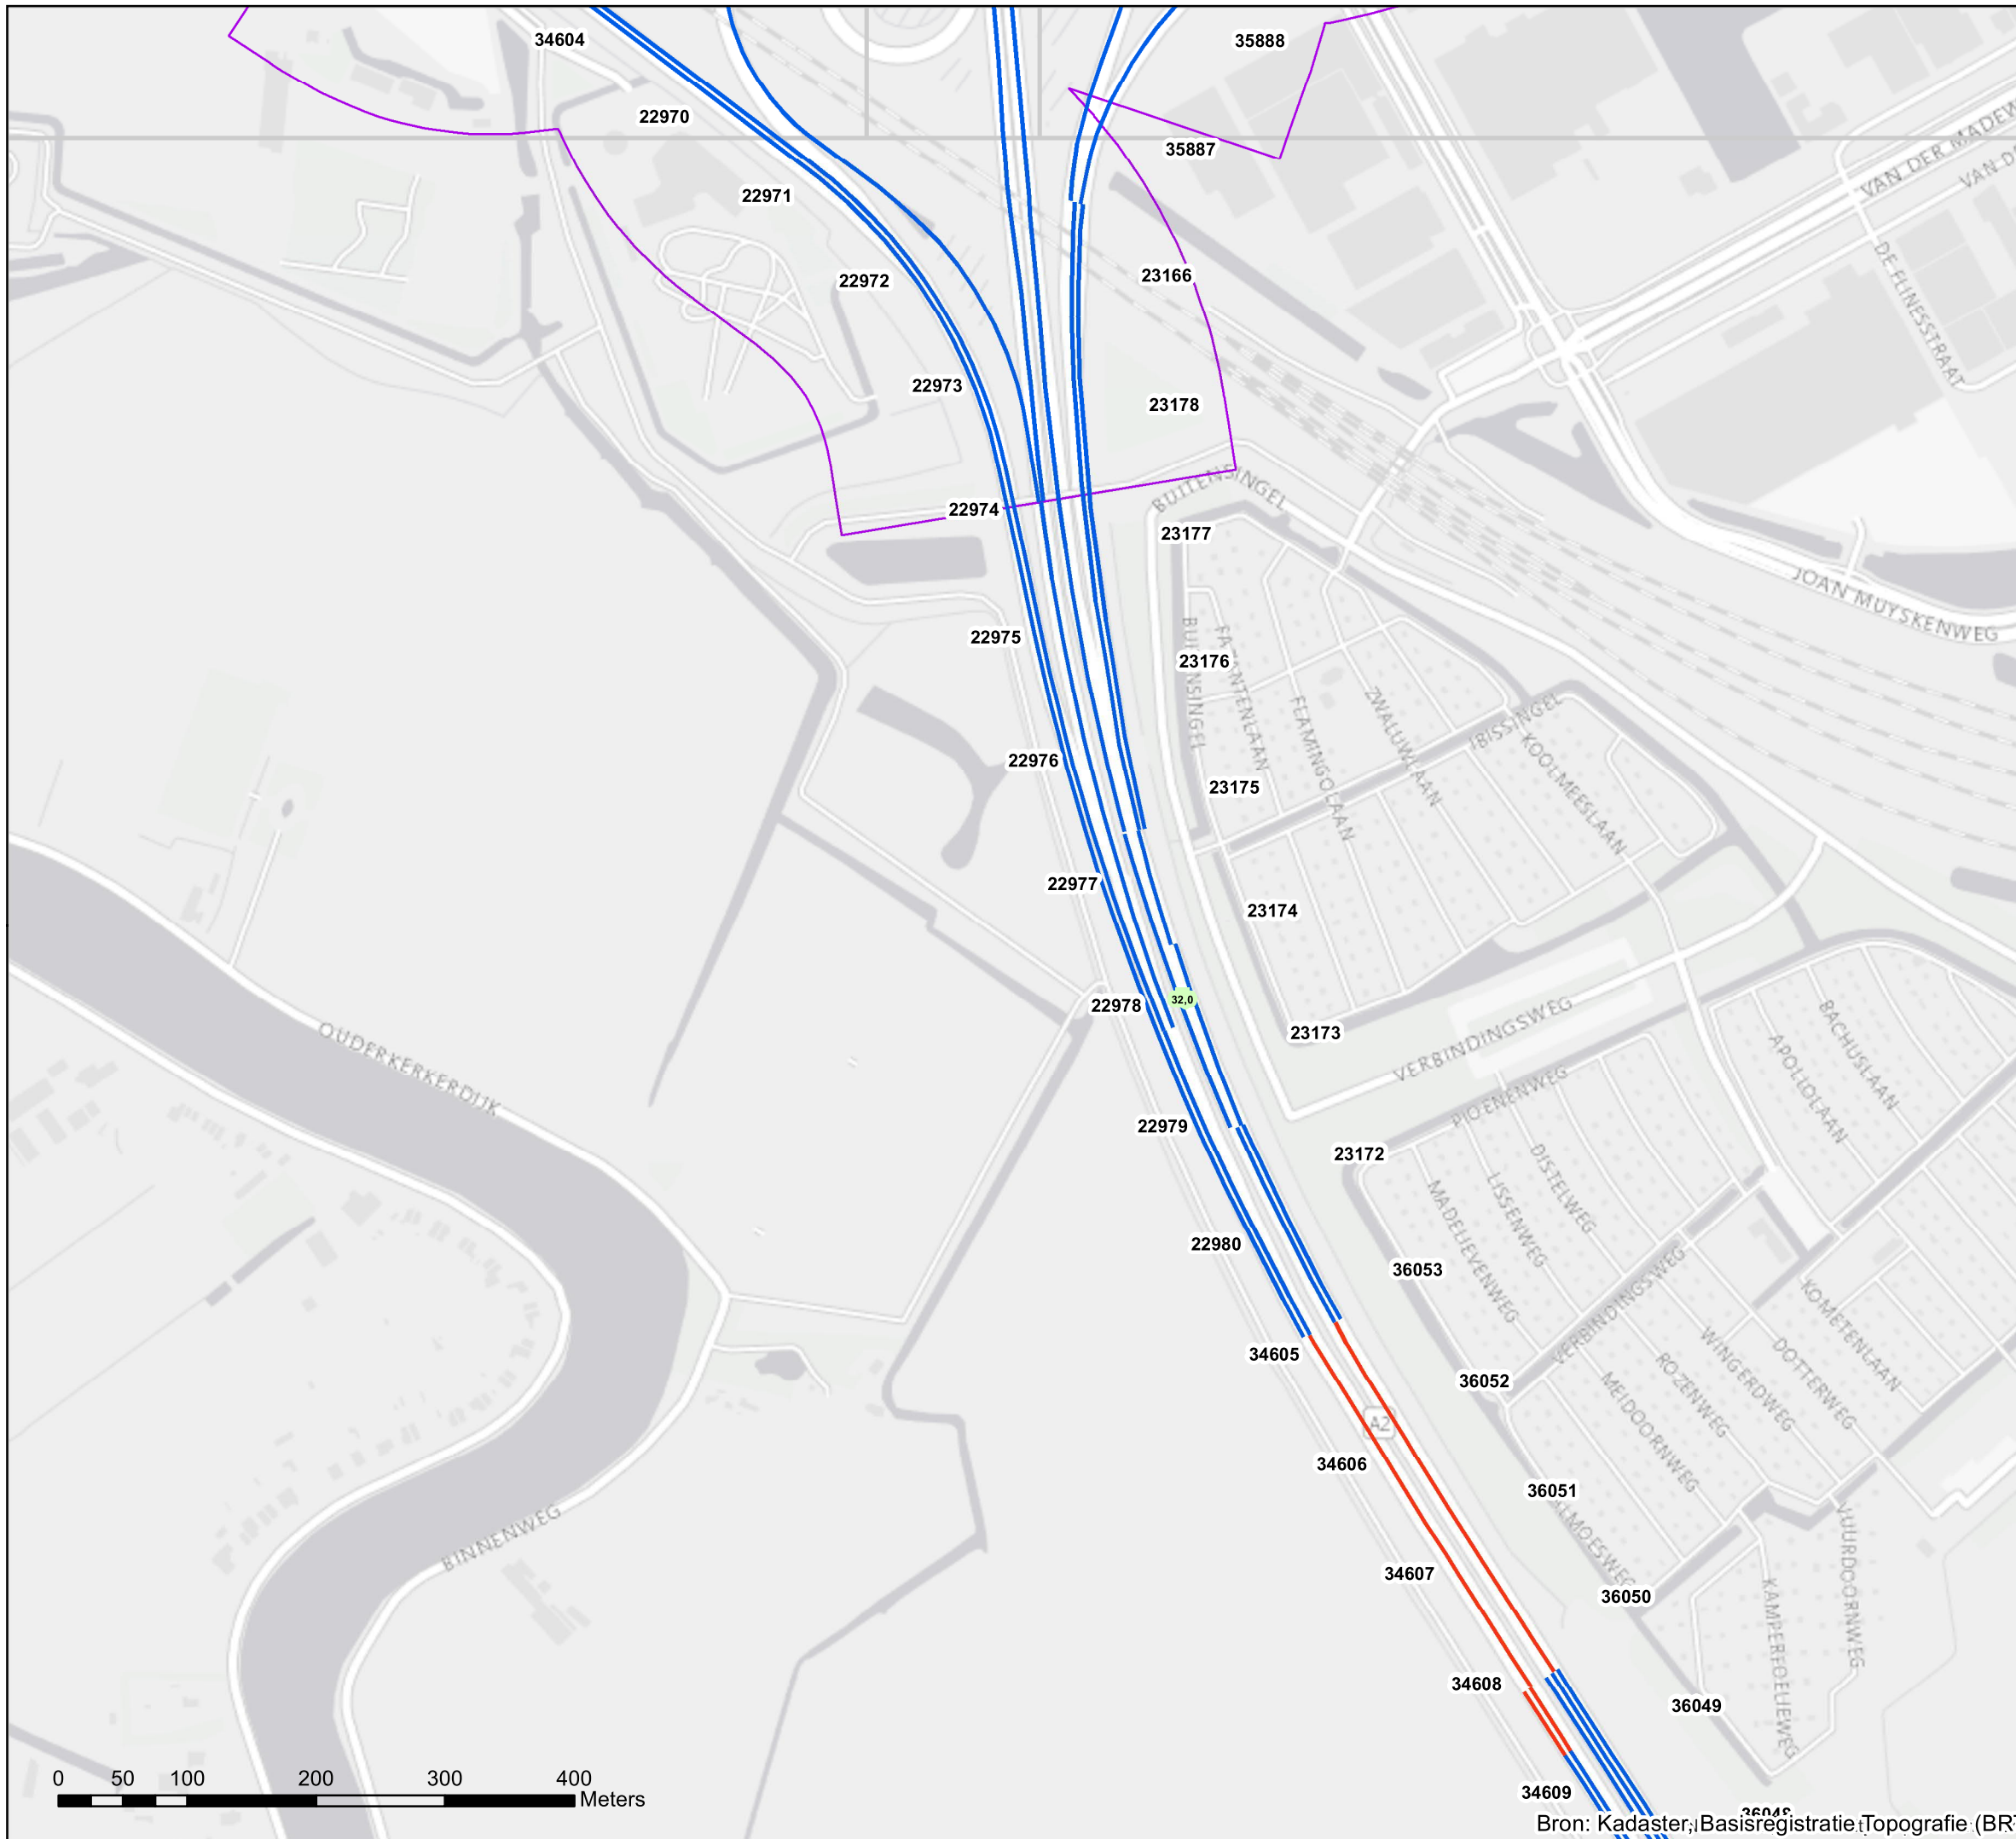 34604
35888
22970
35887
VAN DER MADEW
VAN D
22971
23166
22972
DE FLINESSTRAAT
22973
23178
BUITENSINGEL
22974
23177
JOAN MUYSKENWEG
22975
23176
BUITENSINGEL
FAZANTENLAAN
FLAMINGOLAAN
ZWALUWLAAN
IBISSINGEL
KOOLMEESLAAN
22976
23175
22977
23174
22978
32,0
23173
VERBINDINGSWEG
BACHUSLAAN
APOLLOLAAN
OUDERKERKERDIJK
PIOENENWEG
22979
23172
DISTELWEG
LISSENWEG
MADELIEVENWEG
22980
36053
VERBINDINGSWEG
KOMETENLAAN
34605
36052
DOTTERWEG
WINGERDWEG
ROZENWEG
MEIDOORNWEG
A2
34606
36051
BINNENWEG
34607
36050
VUURDOORNWEG
KAMPERFOELIEWEG
34608
36049
34609
36048
0 50 100 200 300 400
Meters
Bron: Kadaster, Basisregistratie Topografie (BR